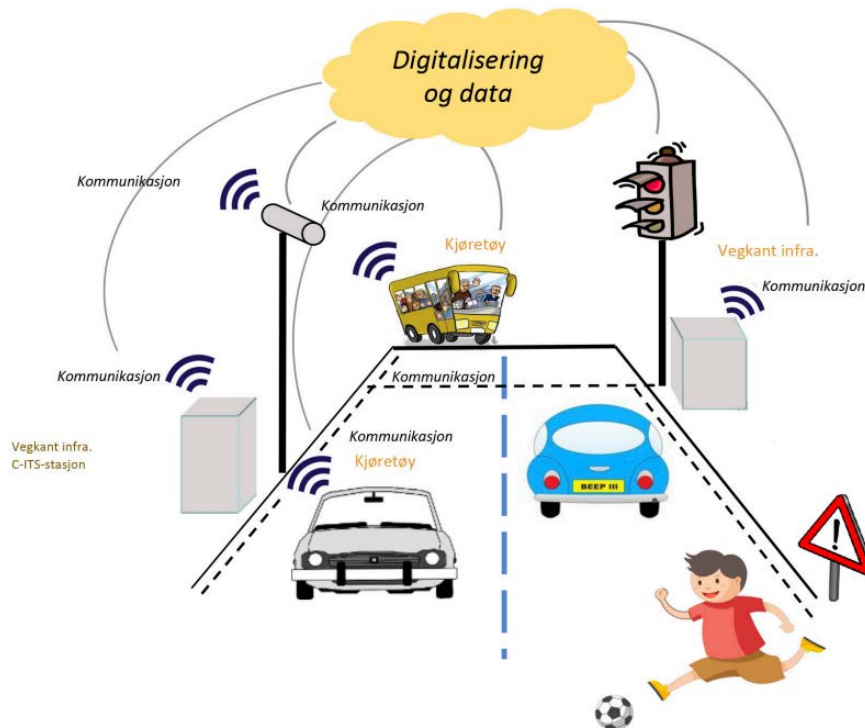 Digitalisering
og data
Kommunikasjon
Kommunikasjon
Kjøretøy
Vegkant infra.
Kommunikasjon
Kommunikasjon
Kommunikasjon
Vegkant infra.
C-ITS-stasjon
Kommunikasjon
Kjøretøy
BEEP III
!